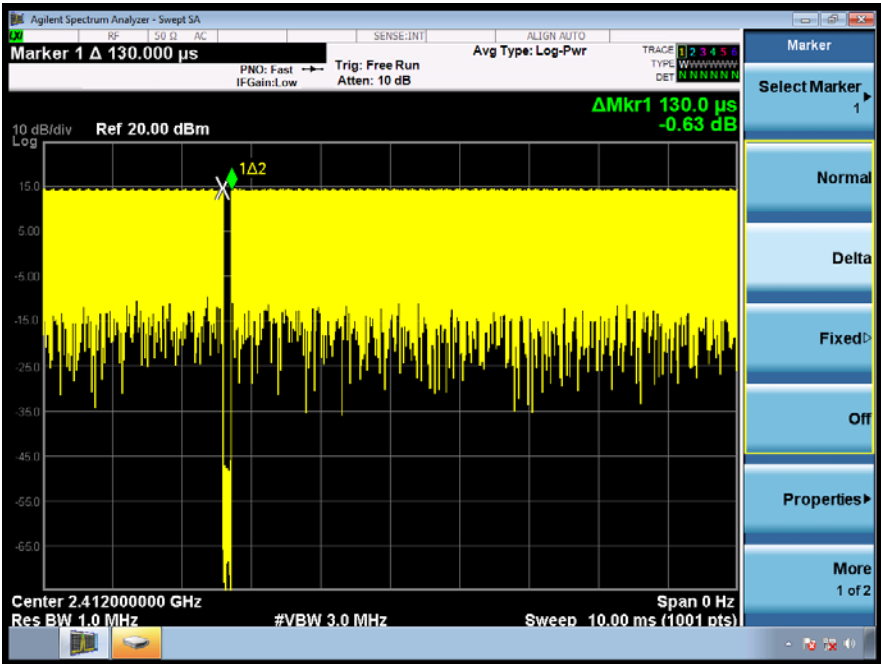 Agilent Spectrum Analyzer - Swept SA
LXI RF 50 Ω AC SENSE:INT ALIGN AUTO
Marker 1 Δ 130.000 µs
PNO: Fast
IFGain:Low
Trig: Free Run
Atten: 10 dB
Avg Type: Log-Pwr
TRACE 1 2 3 4 5 6
TYPE WWWWWW
DET N N N N N N
ΔMkr1 130.0 µs
-0.63 dB
10 dB/div Ref 20.00 dBm
Log
1Δ2
15.0
5.00
-5.00
-15.0
-25.0
-35.0
-45.0
-55.0
-65.0
Center 2.412000000 GHz Span 0 Hz
Res BW 1.0 MHz #VBW 3.0 MHz Sweep 10.00 ms (1001 pts)
Marker
Select Marker
1
Normal
Delta
Fixed
Off
Properties
More
1 of 2